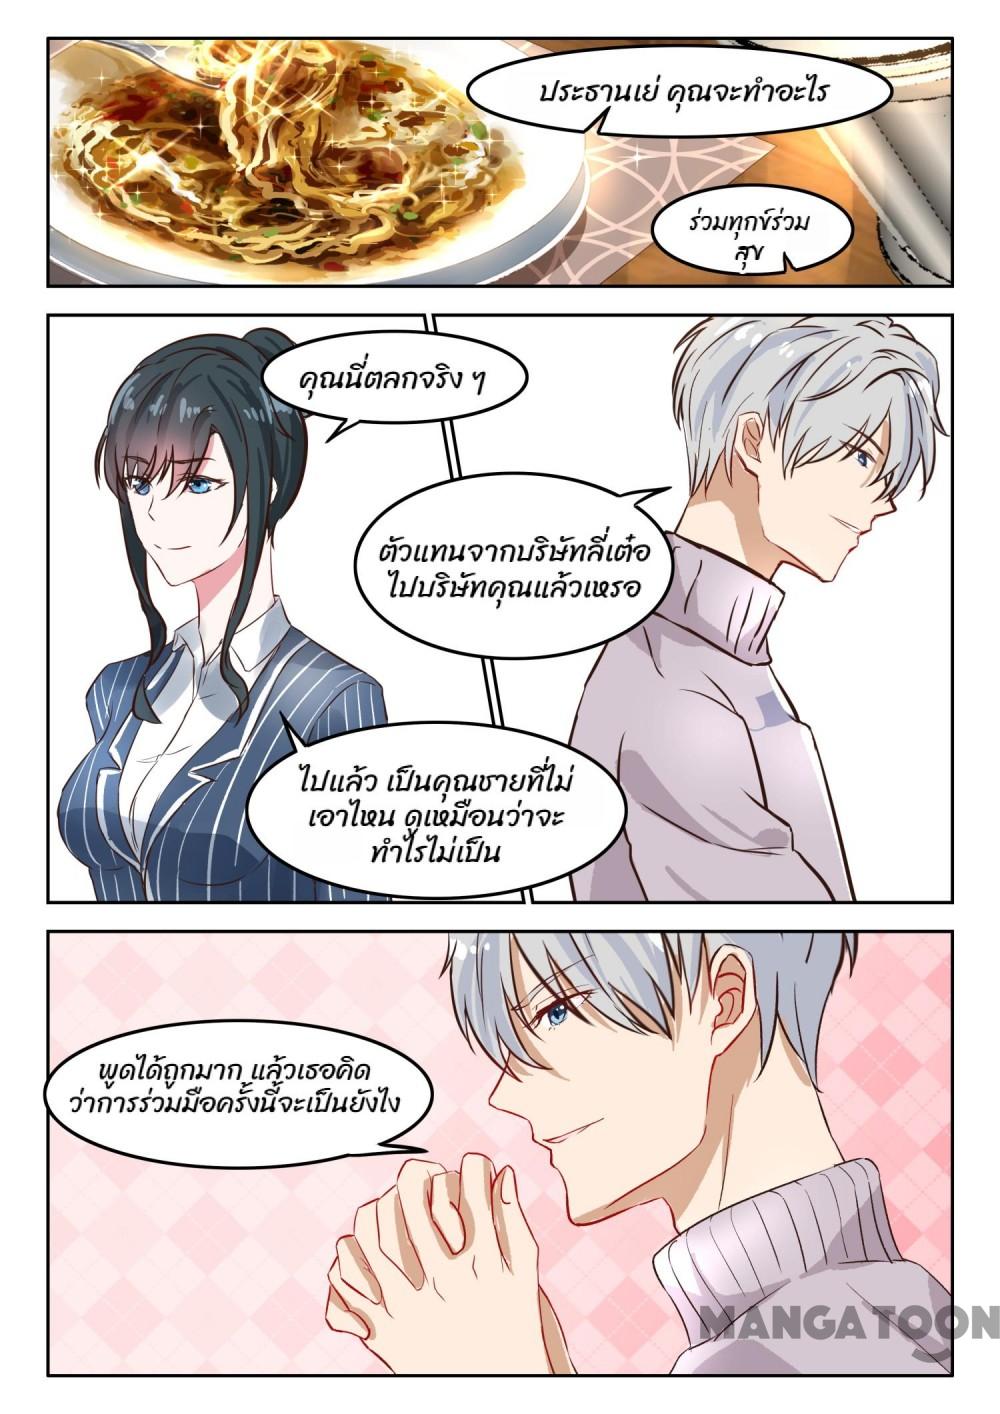 ประธานเย่ คุณจะทำอะไร
ร่วมทุกข์ร่วม
สุข
คุณนี่ตลกจริง ๆ
ตัวแทนจากบริษัทลี่เต๋อ
ไปบริษัทคุณแล้วเหรอ
ไปแล้ว เป็นคุณชายที่ไม่
เอาไหน ดูเหมือนว่าจะ
ทำไรไม่เป็น
พูดได้ถูกมาก แล้วเธอคิด
ว่าการร่วมมือครั้งนี้จะเป็นยังไง
MANGATOON